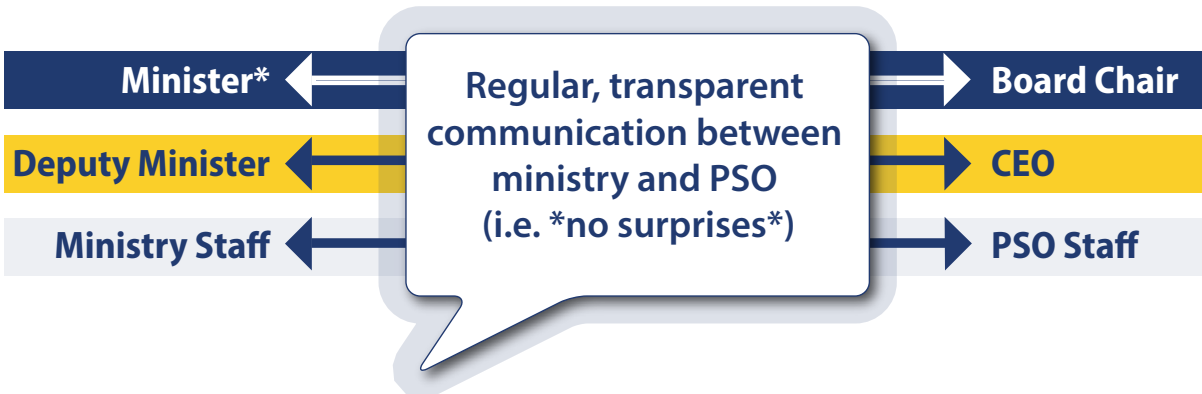 Minister*
Regular, transparent
communication between
ministry and PSO
(i.e. *no surprises*)
Board Chair
Deputy Minister
CEO
Ministry Staff
PSO Staff